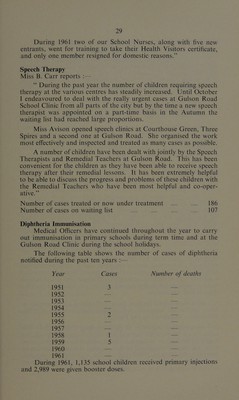 29
During 1961 two of our School Nurses, along with five new
entrants, went for training to take their Health Visitors certificate,
and only one member resigned for domestic reasons.”
Speech Therapy
Miss B. Carr reports :—
“ During the past year the number of children requiring speech
therapy at the various centres has steadily increased. Until October
I endeavoured to deal with the really urgent cases at Gulson Road
School Clinic from all parts of the city but by the time a new speech
therapist was appointed on a part-time basis in the Autumn the
waiting list had reached large proportions.
Miss Avison opened speech clinics at Courthouse Green, Three
Spires and a second one at Gulson Road. She organised the work
most effectively and inspected and treated as many cases as possible.
A number of children have been dealt with jointly by the Speech
Therapists and Remedial Teachers at Gulson Road. This has been
convenient for the children as they have been able to receive speech
therapy after their remedial lessons. It has been extremely helpful
to be able to discuss the progress and problems of those children with
the Remedial Teachers who have been most helpful and co-oper-
ative.”
Number of cases treated or now under treatment ... ... 186
Number of cases on waiting list ... ... ... ... 107
Diphtheria Immunisation
Medical Officers have continued throughout the year to carry
out immunisation in primary schools during term time and at the
Gulson Road Clinic during the school holidays.
The following table shows the number of cases of diphtheria
notified during the past ten years :—
Year Cases Number of deaths
1951 3 —
1952 — —
1953 — —
1954 — —
1955 2 —
1956 — —
1957 — —
1958 1 —
1959 5 —
1960 — —
1961 — —
During 1961, 1,135 school children received primary injections
and 2,989 were given booster doses.